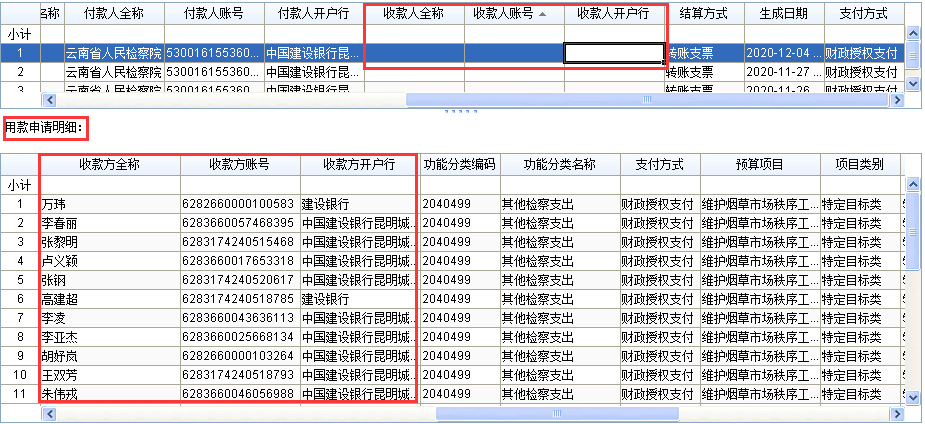 名称 付款人全称 付款人账号 付款人开户行 收款人全称 收款人账号 收款人开户行 结算方式 生成日期 支付方式
小计
1 云南省人民检察院 530016155360... 中国建设银行昆... 转账支票 2020-12-04 ... 财政授权支付
2 云南省人民检察院 530016155360... 中国建设银行昆... 转账支票 2020-11-27 ... 财政授权支付
3 云南省人民检察院 530016155360... 中国建设银行昆... 转账支票 2020-11-26 ... 财政授权支付
用款申请明细:
收款方全称 收款方账号 收款方开户行 功能分类编码 功能分类名称 支付方式 预算项目 项目类别
小计
1 万玮 6282660000100583 建设银行 2040499 其他检察支出 财政授权支付 维护烟草市场秩序工... 特定目标类
2 李春丽 6283660057468395 中国建设银行昆明城... 2040499 其他检察支出 财政授权支付 维护烟草市场秩序工... 特定目标类
3 张黎明 6283174240515468 中国建设银行昆明城... 2040499 其他检察支出 财政授权支付 维护烟草市场秩序工... 特定目标类
4 卢义颖 6283660017653318 中国建设银行昆明城... 2040499 其他检察支出 财政授权支付 维护烟草市场秩序工... 特定目标类
5 张钢 6283174240520617 中国建设银行昆明城... 2040499 其他检察支出 财政授权支付 维护烟草市场秩序工... 特定目标类
6 高建超 6283174240518785 建设银行 2040499 其他检察支出 财政授权支付 维护烟草市场秩序工... 特定目标类
7 李凌 6283660043636113 中国建设银行昆明城... 2040499 其他检察支出 财政授权支付 维护烟草市场秩序工... 特定目标类
8 李亚杰 6283660025668134 中国建设银行昆明城... 2040499 其他检察支出 财政授权支付 维护烟草市场秩序工... 特定目标类
9 胡好岚 6282660000103264 中国建设银行昆明城... 2040499 其他检察支出 财政授权支付 维护烟草市场秩序工... 特定目标类
10 王双芳 6283174240518793 中国建设银行昆明城... 2040499 其他检察支出 财政授权支付 维护烟草市场秩序工... 特定目标类
11 朱伟戎 6283660046056988 中国建设银行昆明城... 2040499 其他检察支出 财政授权支付 维护烟草市场秩序工... 特定目标类